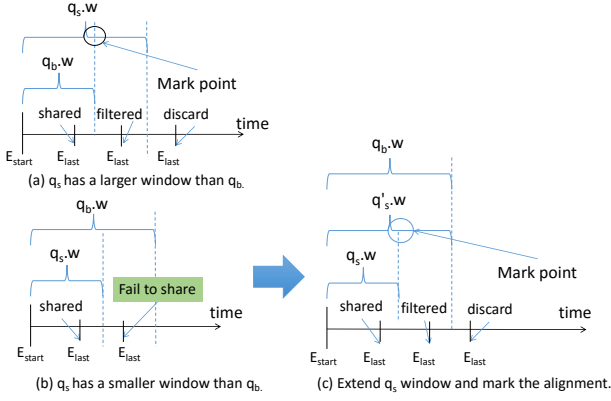 qs.w
Mark point
qb.w
shared filtered discard
time
Estart Elast Elast Elast
(a) qs has a larger window than qb.
qb.w
qs.w
Fail to share
shared
time
Estart Elast Elast
(b) qs has a smaller window than qb.
qb.w
q's.w
Mark point
qs.w
shared filtered discard
time
Estart Elast Elast Elast
(c) Extend qs window and mark the alignment.